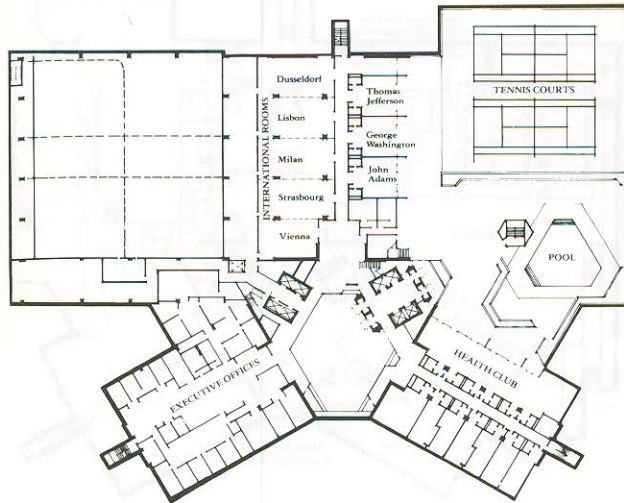 Dusseldorf
Lisbon
Milan
Strasbourg
Vienna
INTERNATIONAL ROOMS
Thomas
Jefferson
George
Washington
John
Adams
TENNIS COURTS
POOL
HEALTH CLUB
EXECUTIVE OFFICES